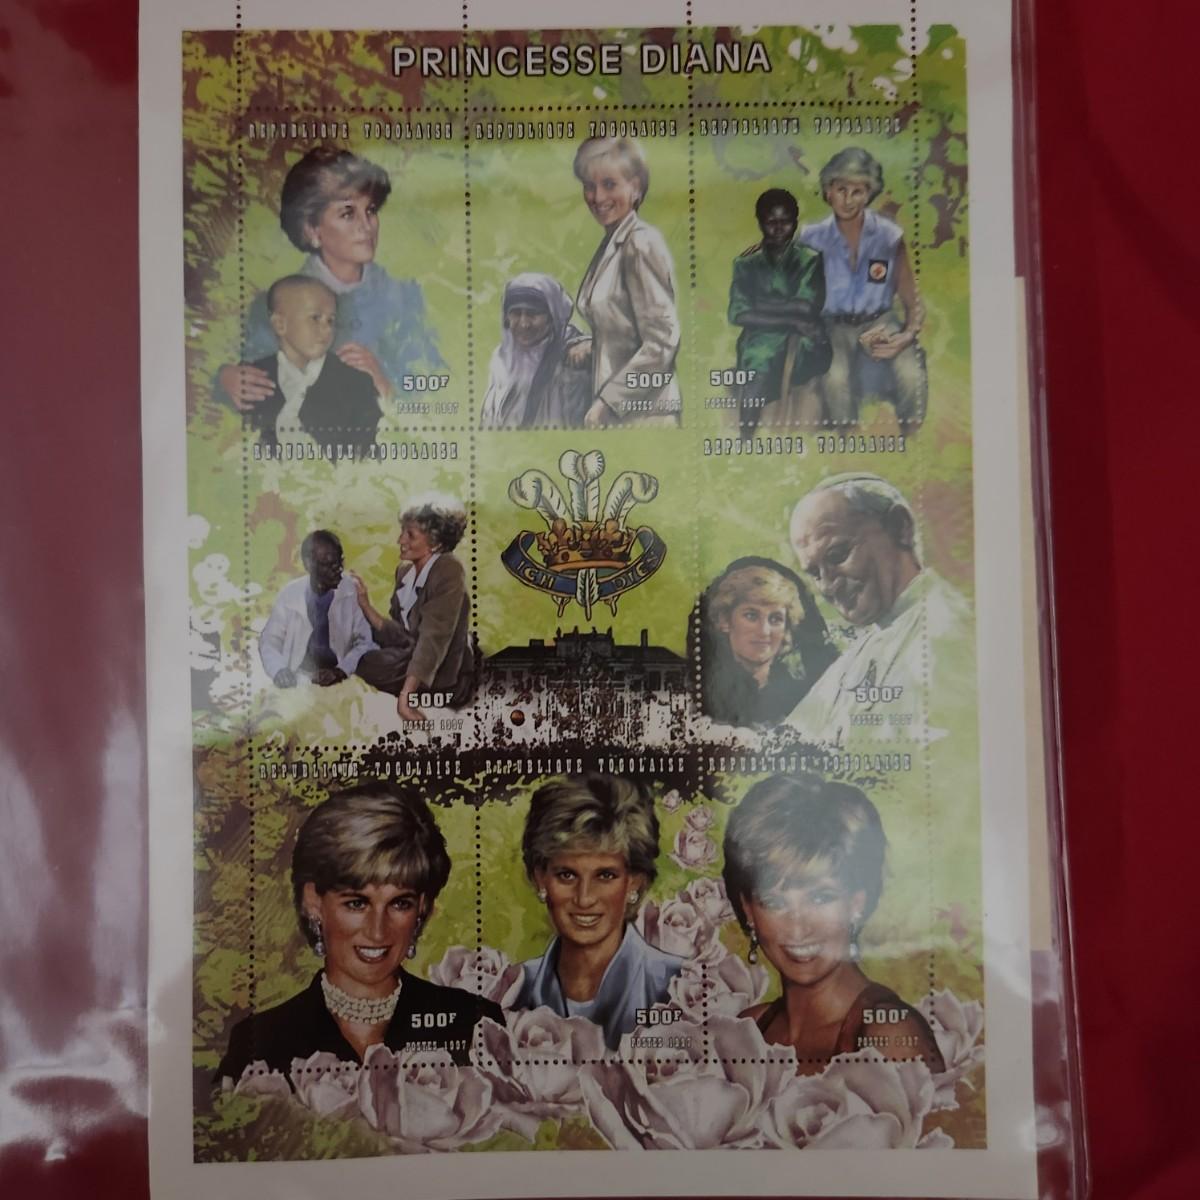 PRINCESSE DIANA
REPUBLIQUE TOGOLAISE REPUBLIQUE TOGOLAISE REPUBLIQUE TOGOLAISE
500F 500F 500F
POSTES 1997 POSTES 1997 POSTES 1997
REPUBLIQUE TOGOLAISE REPUBLIQUE TOGOLAISE
ICH DIEN
500F 500F
POSTES 1997 POSTES 1997
REPUBLIQUE TOGOLAISE REPUBLIQUE TOGOLAISE REPUBLIQUE TOGOLAISE
500F 500F 500F
POSTES 1997 POSTES 1997 POSTES 1997